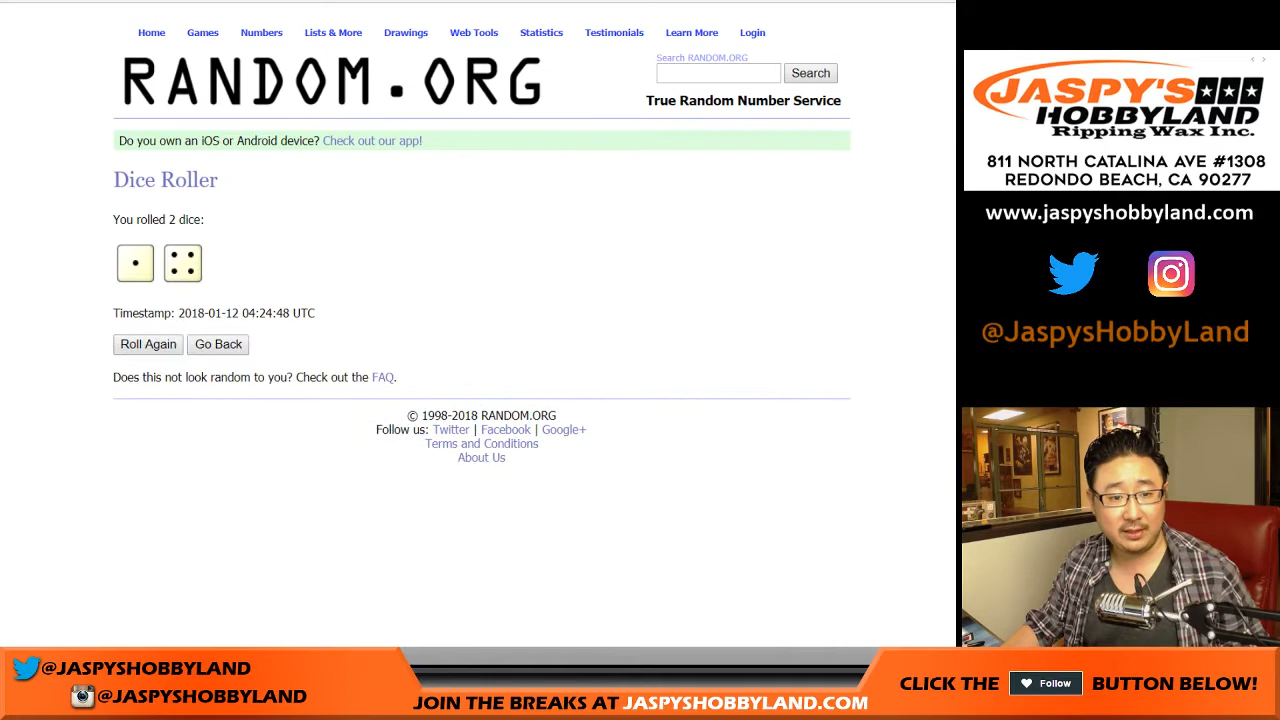 Home Games Numbers Lists & More Drawings Web Tools Statistics Testimonials Learn More Login
RANDOM.ORG
Search RANDOM.ORG
Search
True Random Number Service
Do you own an iOS or Android device? Check out our app!
Dice Roller
You rolled 2 dice:
Timestamp: 2018-01-12 04:24:48 UTC
Roll Again Go Back
Does this not look random to you? Check out the FAQ.
© 1998-2018 RANDOM.ORG
Follow us: Twitter | Facebook | Google+
Terms and Conditions
About Us
JASPY'S
HOBBYLAND
Ripping Wax Inc.
811 NORTH CATALINA AVE #1308
REDONDO BEACH, CA 90277
www.jaspyshobbyland.com
@JaspysHobbyLand
@JASPYSHOBBYLAND
@JASPYSHOBBYLAND
JOIN THE BREAKS AT JASPYSHOBBYLAND.COM
CLICK THE Follow BUTTON BELOW!